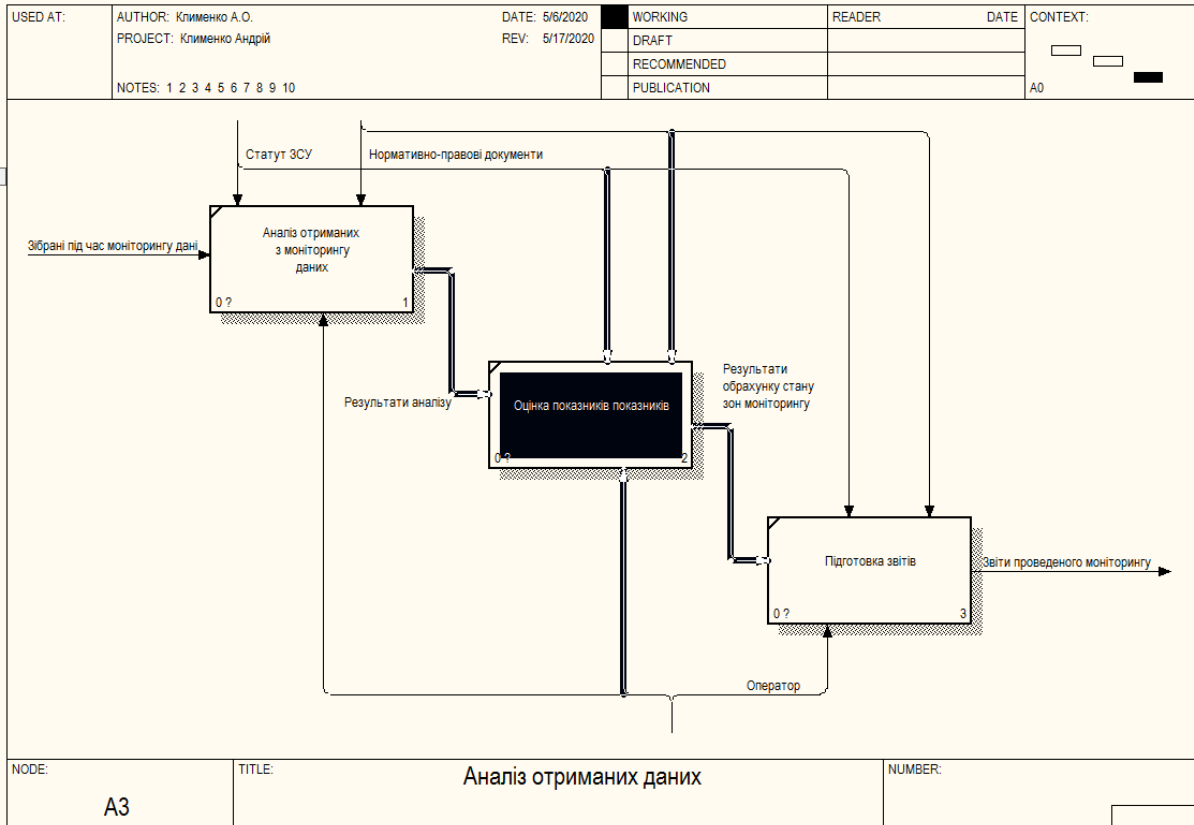 USED AT:
AUTHOR: Клименко А.О.
DATE: 5/6/2020
PROJECT: Клименко Андрій
REV: 5/17/2020
NOTES: 1 2 3 4 5 6 7 8 9 10
WORKING
DRAFT
RECOMMENDED
PUBLICATION
READER
DATE
CONTEXT:
A0
Статут ЗСУ
Нормативно-правові документи
Зібрані під час моніторингу дані
Аналіз отриманих
з моніторингу
даних
0 ?
1
Результати аналізу
Оцінка показників показників
0 ?
2
Результати
обрахунку стану
зон моніторингу
Підготовка звітів
0 ?
3
Звіти проведеного моніторингу
Оператор
NODE:
A3
TITLE:
Аналіз отриманих даних
NUMBER: